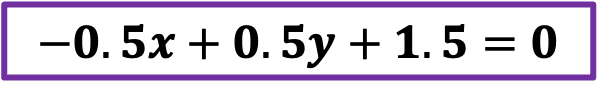 −0.5x + 0.5y + 1.5 = 0